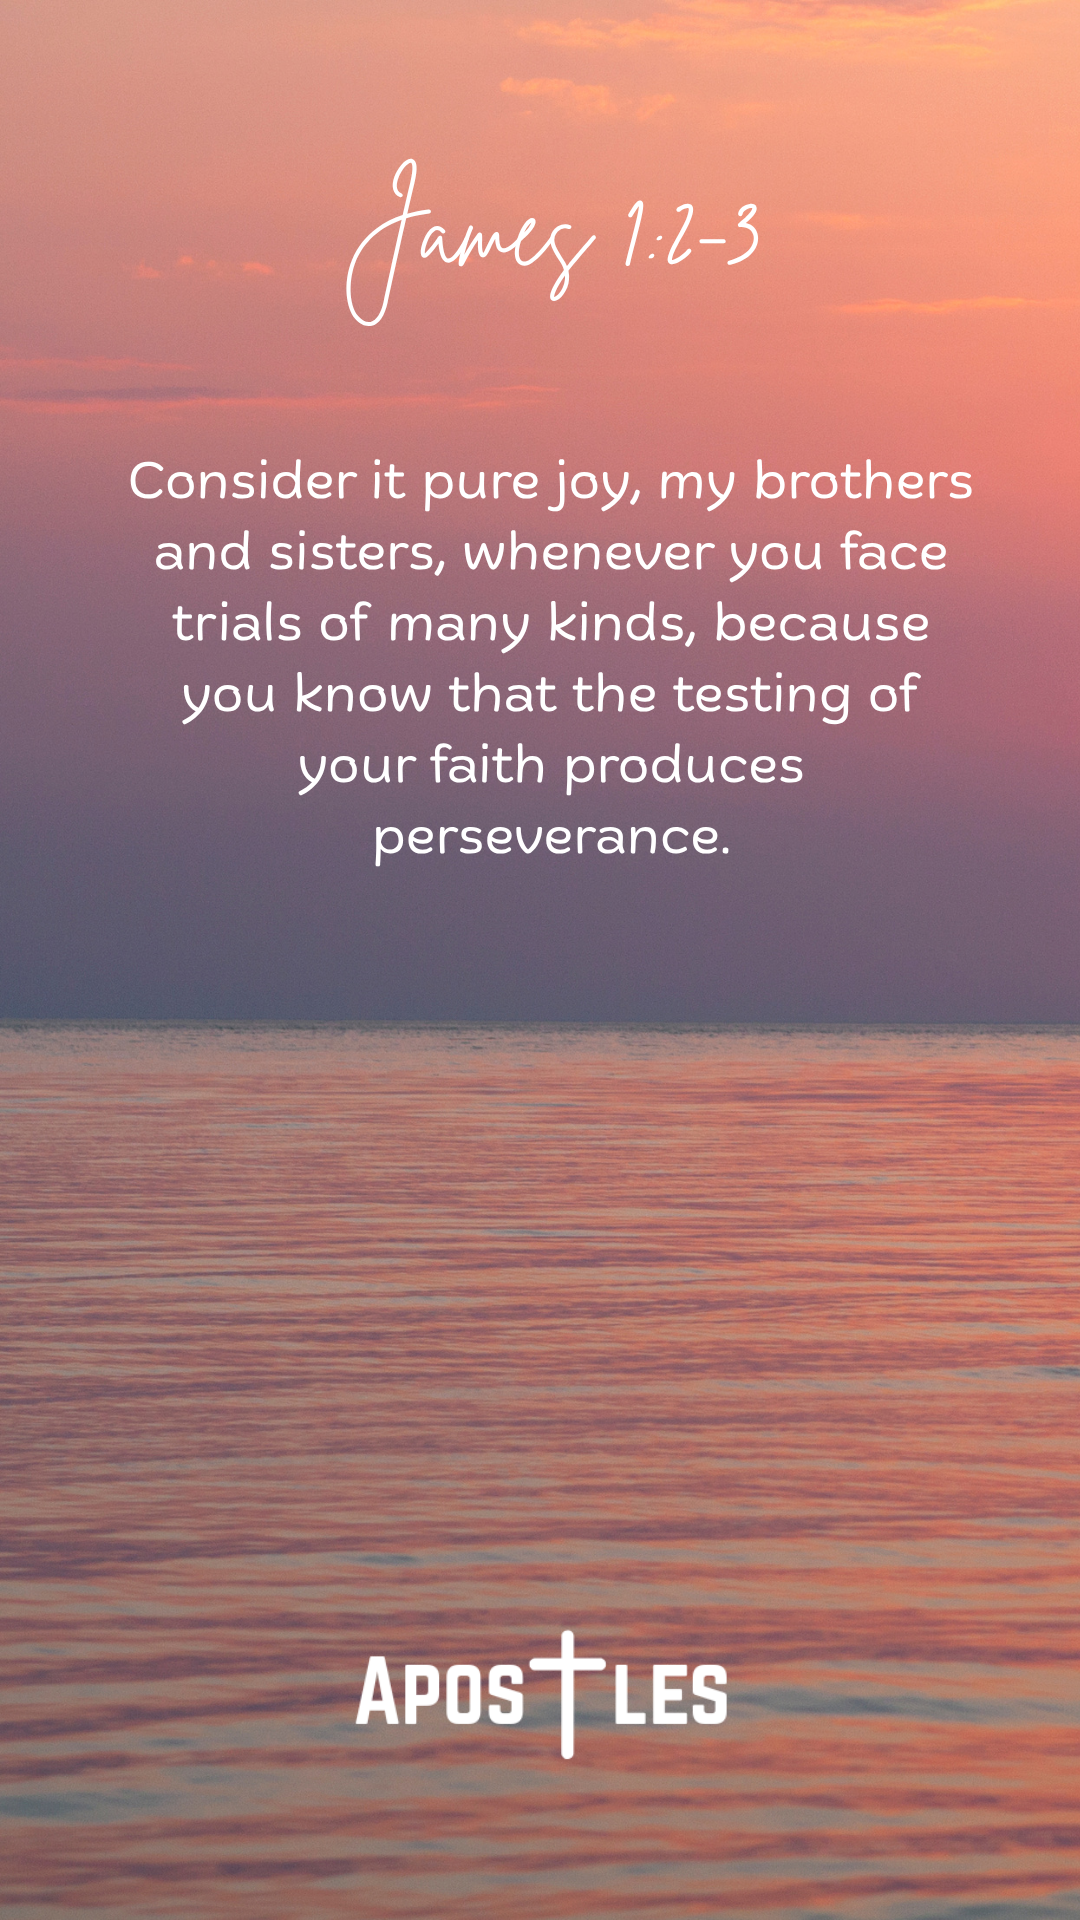 James 1:2-3
Consider it pure joy, my brothers
and sisters, whenever you face
trials of many kinds, because
you know that the testing of
your faith produces
perseverance.
APOSTLES